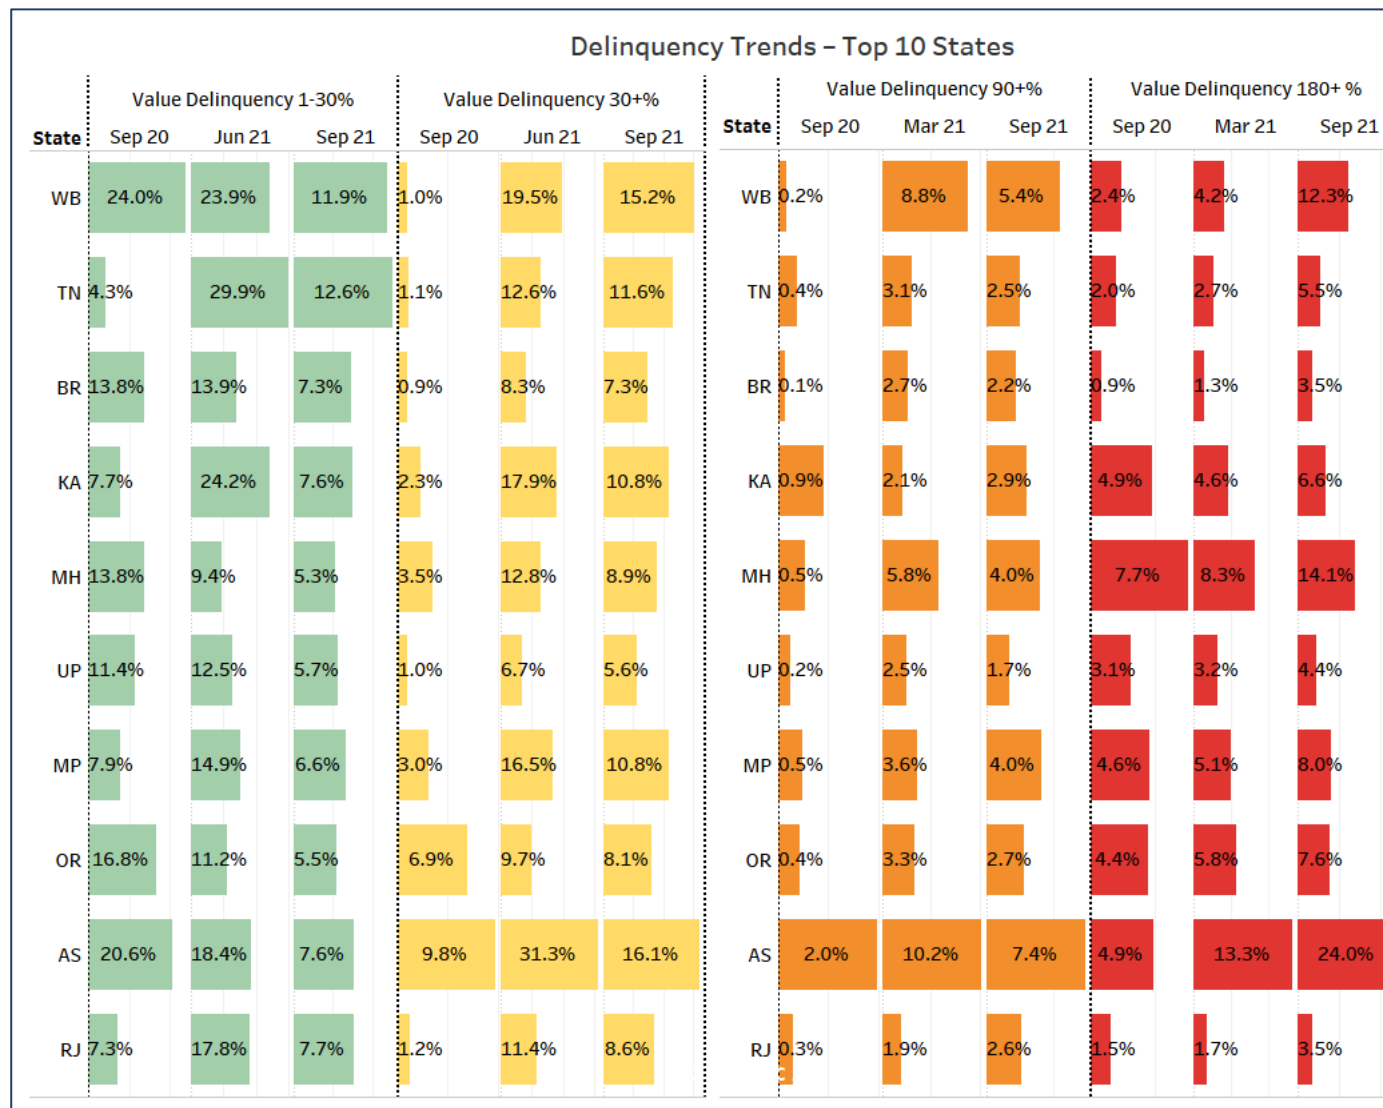 Delinquency Trends – Top 10 States
Value Delinquency 1-30% Value Delinquency 30+%
State Sep 20 Jun 21 Sep 21 Sep 20 Jun 21 Sep 21
WB 24.0% 23.9% 11.9% 1.0% 19.5% 15.2%
TN 4.3% 29.9% 12.6% 1.1% 12.6% 11.6%
BR 13.8% 13.9% 7.3% 0.9% 8.3% 7.3%
KA 7.7% 24.2% 7.6% 2.3% 17.9% 10.8%
MH 13.8% 9.4% 5.3% 3.5% 12.8% 8.9%
UP 11.4% 12.5% 5.7% 1.0% 6.7% 5.6%
MP 7.9% 14.9% 6.6% 3.0% 16.5% 10.8%
OR 16.8% 11.2% 5.5% 6.9% 9.7% 8.1%
AS 20.6% 18.4% 7.6% 9.8% 31.3% 16.1%
RJ 7.3% 17.8% 7.7% 1.2% 11.4% 8.6%
Value Delinquency 90+% Value Delinquency 180+ %
State Sep 20 Mar 21 Sep 21 Sep 20 Mar 21 Sep 21
WB 0.2% 8.8% 5.4% 2.4% 4.2% 12.3%
TN 0.4% 3.1% 2.5% 2.0% 2.7% 5.5%
BR 0.1% 2.7% 2.2% 0.9% 1.3% 3.5%
KA 0.9% 2.1% 2.9% 4.9% 4.6% 6.6%
MH 0.5% 5.8% 4.0% 7.7% 8.3% 14.1%
UP 0.2% 2.5% 1.7% 3.1% 3.2% 4.4%
MP 0.5% 3.6% 4.0% 4.6% 5.1% 8.0%
OR 0.4% 3.3% 2.7% 4.4% 5.8% 7.6%
AS 2.0% 10.2% 7.4% 4.9% 13.3% 24.0%
RJ 0.3% 1.9% 2.6% 1.5% 1.7% 3.5%